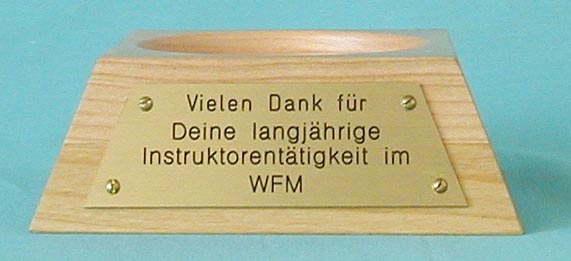 Vielen Dank für
Deine langjährige
Instruktorentätigkeit im
WFM